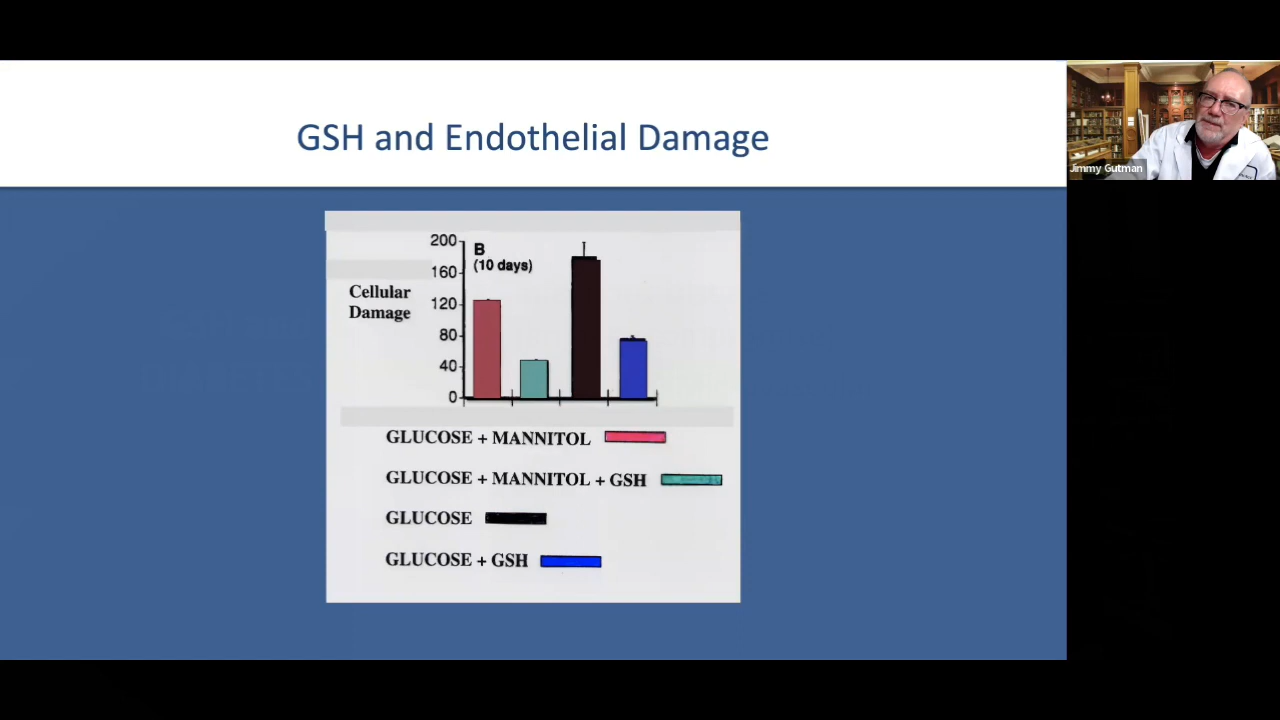 GSH and Endothelial Damage
Jimmy Gutman
B
(10 days)
Cellular
Damage
200
160
120
80
40
0
GLUCOSE + MANNITOL
GLUCOSE + MANNITOL + GSH
GLUCOSE
GLUCOSE + GSH